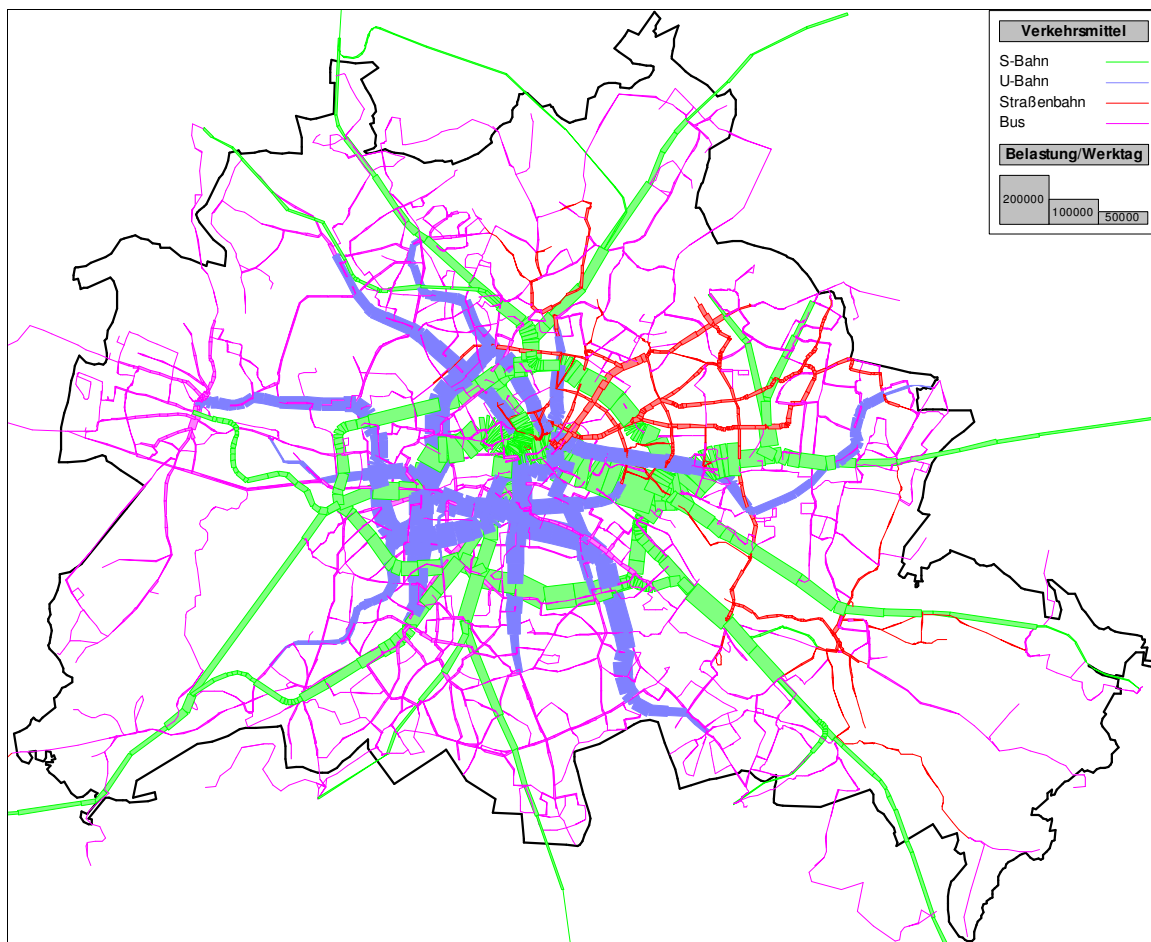 Verkehrsmittel
S-Bahn
U-Bahn
Straßenbahn
Bus
Belastung/Werktag
200000
100000
50000